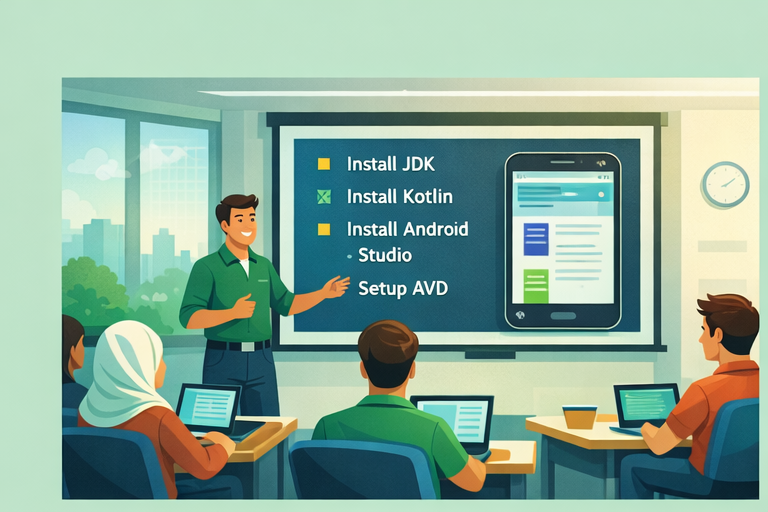 Install JDK
Install Kotlin
Install Android
Studio
Setup AVD